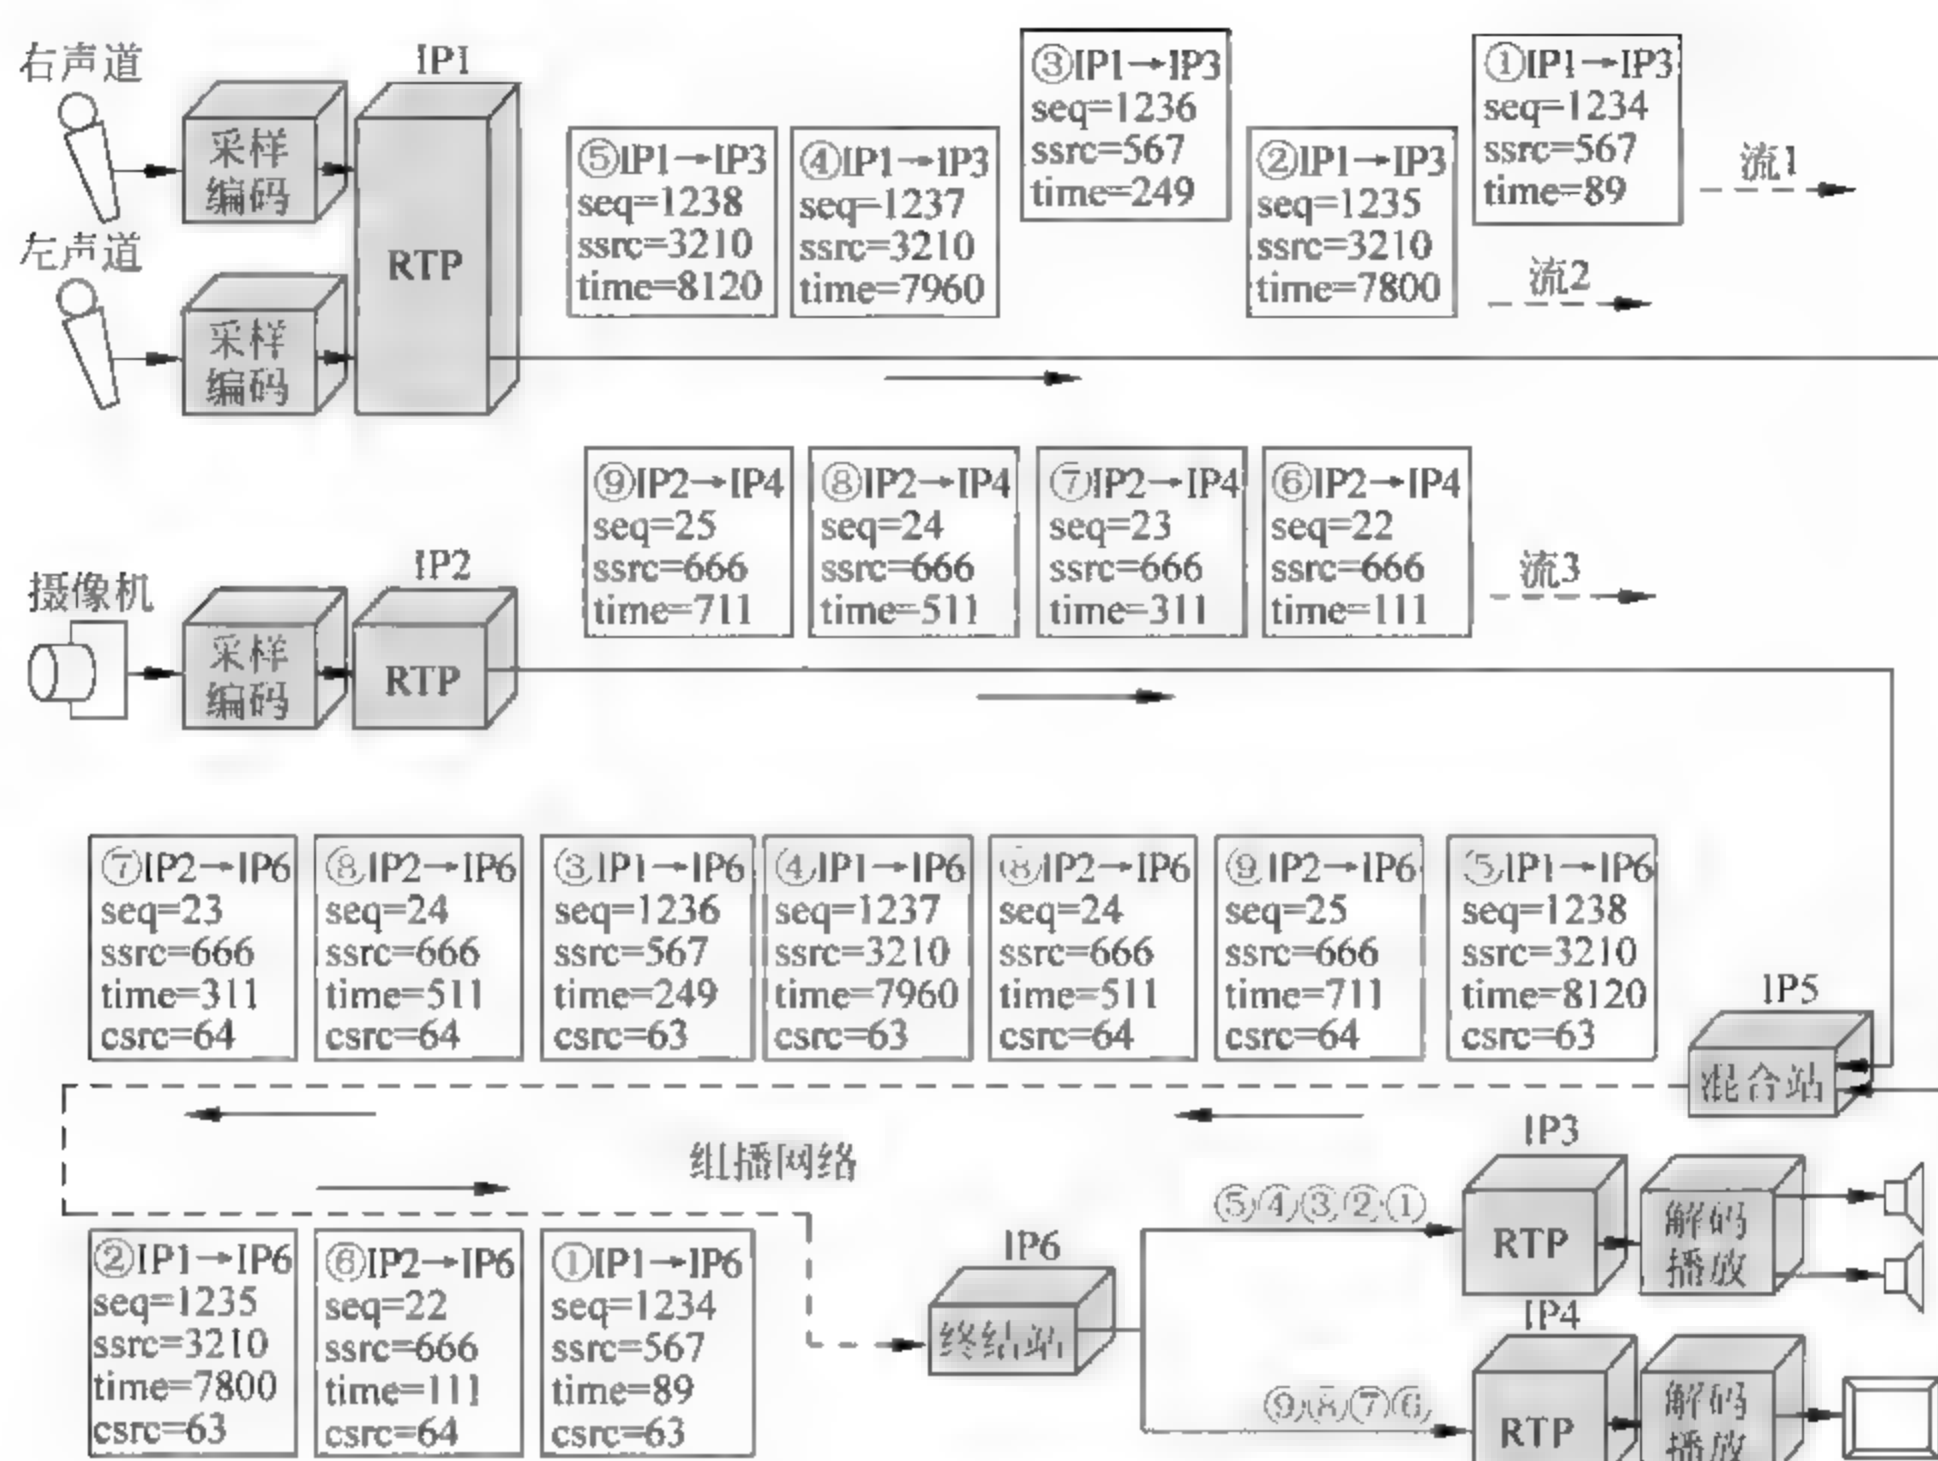 右声道
采样
编码
左声道
采样
编码
IP1
RTP
⑤IP1→IP3
seq=1238
ssrc=3210
time=8120
④IP1→IP3
seq=1237
ssrc=3210
time=7960
③IP1→IP3
seq=1236
ssrc=567
time=249
②IP1→IP3
seq=1235
ssrc=3210
time=7800
①IP1→IP3
seq=1234
ssrc=567
time=89
流1
流2
摄像机
采样
编码
IP2
RTP
⑨IP2→IP4
seq=25
ssrc=666
time=711
⑧IP2→IP4
seq=24
ssrc=666
time=511
⑦IP2→IP4
seq=23
ssrc=666
time=311
⑥IP2→IP4
seq=22
ssrc=666
time=111
流3
⑦IP2→IP6
seq=23
ssrc=666
time=311
csrc=64
⑧IP2→IP6
seq=24
ssrc=666
time=511
csrc=64
③IP1→IP6
seq=1236
ssrc=567
time=249
csrc=63
④IP1→IP6
seq=1237
ssrc=3210
time=7960
csrc=63
⑧IP2→IP6
seq=24
ssrc=666
time=511
csrc=64
⑨IP2→IP6
seq=25
ssrc=666
time=711
csrc=64
⑤IP1→IP6
seq=1238
ssrc=3210
time=8120
csrc=63
IP5
混合站
组播网络
②IP1→IP6
seq=1235
ssrc=3210
time=7800
csrc=63
⑥IP2→IP6
seq=22
ssrc=666
time=111
csrc=64
①IP1→IP6
seq=1234
ssrc=567
time=89
csrc=63
IP6
终结站
⑤④③②①
IP3
RTP
解码
播放
⑨⑧⑦⑥
IP4
RTP
解码
播放